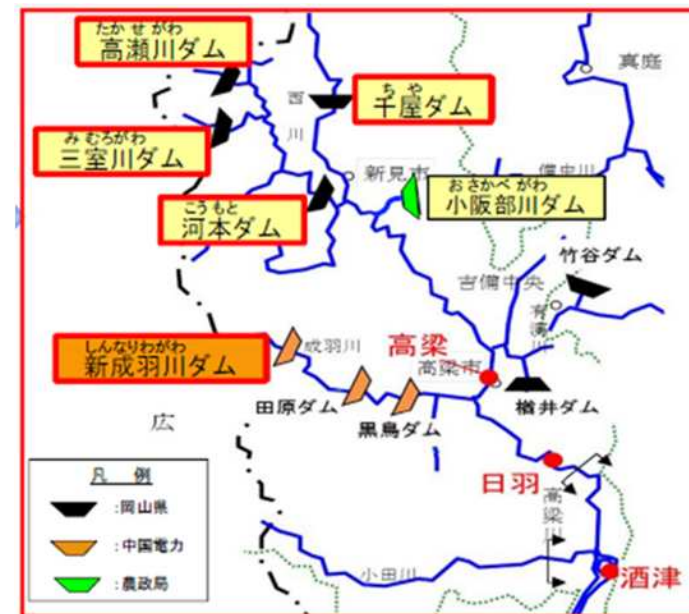 たかせがわ
高瀬川ダム
ちや
千屋ダム
真庭
西川
みむろがわ
三室川ダム
新見市
備中川
おさかべがわ
小阪部川ダム
こうもと
河本ダム
竹谷ダム
吉備中央
有漢川
しんなりわがわ
新成羽川ダム
成羽川
高梁
高梁市
田原ダム
黒鳥ダム
楢井ダム
広
日羽
高梁川
凡 例
:岡山県
:中国電力
:農政局
小田川
酒津